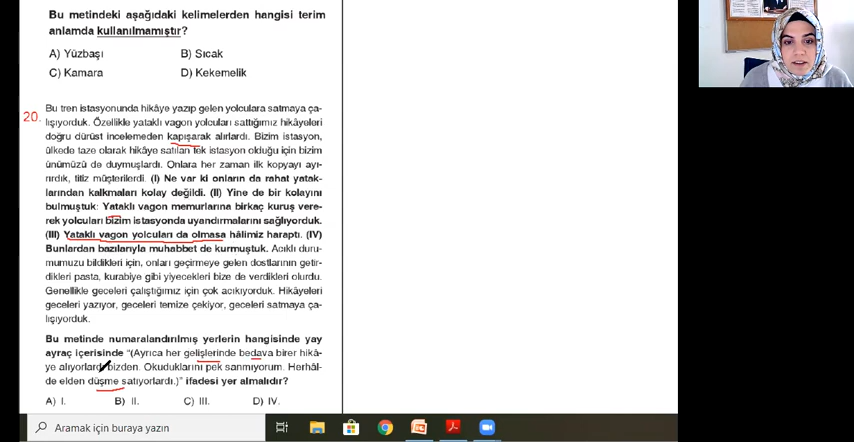 Bu metindeki aşağıdaki kelimelerden hangisi terim
anlamda kullanılmamıştır?
A) Yüzbaşı
B) Sıcak
C) Kamara
D) Kekemelik
20.
Bu tren istasyonunda hikâye yazıp gelen yolculara satmaya ça-
lışıyorduk. Özellikle yataklı vagon yolcuları sattığımız hikâyeleri
doğru dürüst incelemeden kapışarak alırlardı. Bizim istasyon,
ülkede taze olarak hikâye satılan tek istasyon olduğu için bizim
ünümüzü de duymuşlardı. Onlara her zaman ilk kopyayı ayı-
rırdık, titiz müşterilerdi. (I) Ne var ki onların da rahat yatak-
larından kalkmaları kolay değildi. (II) Yine de bir kolayını
bulmuştuk: Yataklı vagon memurlarına birkaç kuruş vere-
rek yolcuları bizim istasyonda uyandırmalarını sağlıyorduk.
(III) Yataklı vagon yolcuları da olmasa hâlimiz haraptı. (IV)
Bunlardan bazılarıyla muhabbet de kurmuştuk. Acıklı duru-
mumuzu bildikleri için, onları geçirmeye gelen dostlarının getir-
dikleri pasta, kurabiye gibi yiyecekleri bize de verdikleri olurdu.
Genellikle geceleri çalıştığımız için çok acıkıyorduk. Hikâyeleri
geceleri yazıyor, geceleri temize çekiyor, geceleri satmaya ça-
lışıyorduk.
Bu metinde numaralandırılmış yerlerin hangisinde yay
ayraç içerisinde "(Ayrıca her gelişlerinde bedava birer hikâ-
ye alıyorlardı bizden. Okuduklarını pek sanmıyorum. Herhâl-
de elden düşme satıyorlardı.)" ifadesi yer almalıdır?
A) I.
B) II.
C) III.
D) IV.
Aramak için buraya yazın